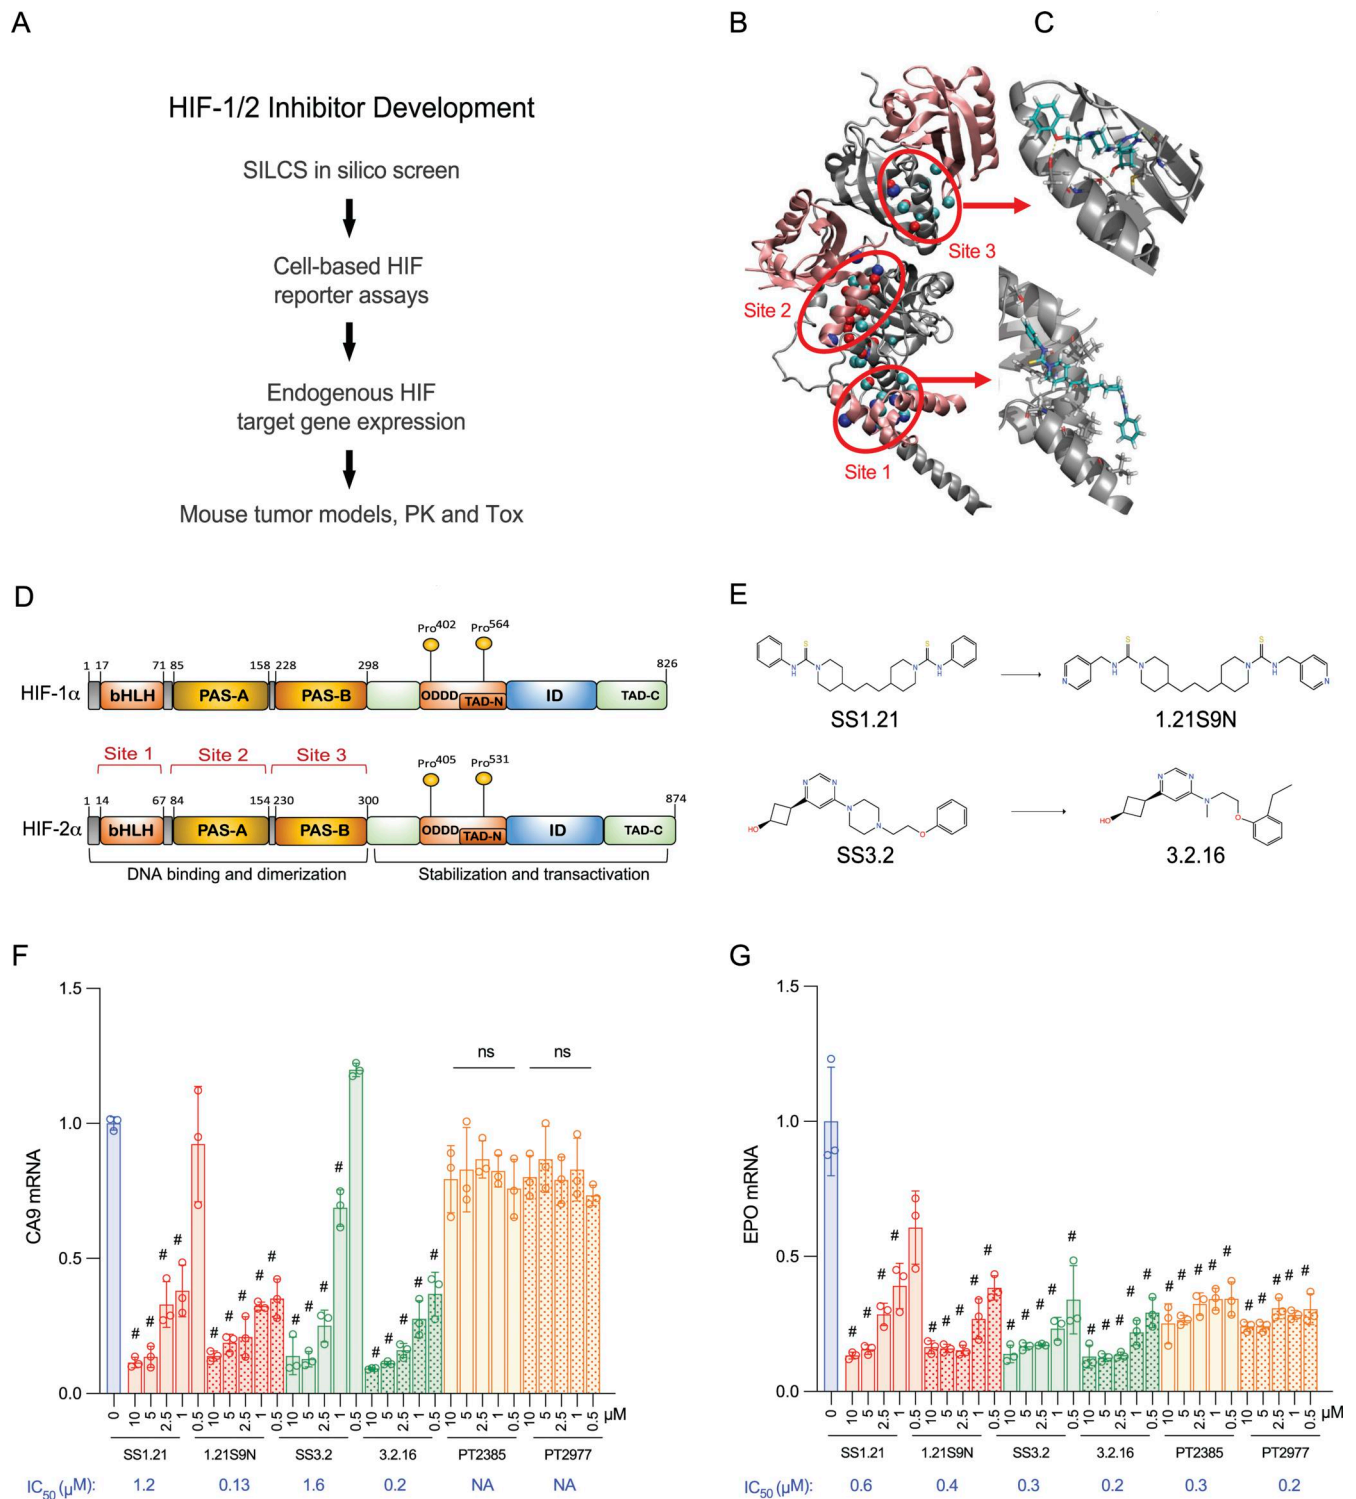 A
HIF-1/2 Inhibitor Development
SILCS in silico screen
Cell-based HIF
reporter assays
Endogenous HIF
target gene expression
Mouse tumor models, PK and Tox
B
Site 3
Site 2
Site 1
C
D
Pro402
Pro564
1 17 71 85 158 228 298 826
HIF-1α bHLH PAS-A PAS-B ODDD TAD-N ID TAD-C
Site 1 Site 2 Site 3
Pro405
Pro531
1 14 67 84 154 230 300 874
HIF-2α bHLH PAS-A PAS-B ODDD TAD-N ID TAD-C
DNA binding and dimerization
Stabilization and transactivation
E
S S
N N N N
H H
SS1.21
S S
N N N N N N
H H
1.21S9N
N N
N
N
O
HO
SS3.2
N N
N
O
HO
3.2.16
F
CA9 mRNA
1.5
1.0
0.5
0.0
# # # # # # # # # # # # # # # # # #
ns ns
0 10 5 2.5 1 0.5 10 5 2.5 1 0.5 10 5 2.5 1 0.5 10 5 2.5 1 0.5 10 5 2.5 1 0.5 10 5 2.5 1 0.5 µM
SS1.21 1.21S9N SS3.2 3.2.16 PT2385 PT2977
IC50 (µM): 1.2 0.13 1.6 0.2 NA NA
G
EPO mRNA
1.5
1.0
0.5
0.0
# # # # # # # # # # # # # # # # # # # # # # # # # # # # #
0 10 5 2.5 1 0.5 10 5 2.5 1 0.5 10 5 2.5 1 0.5 10 5 2.5 1 0.5 10 5 2.5 1 0.5 10 5 2.5 1 0.5 µM
SS1.21 1.21S9N SS3.2 3.2.16 PT2385 PT2977
IC50 (µM): 0.6 0.4 0.3 0.2 0.3 0.2